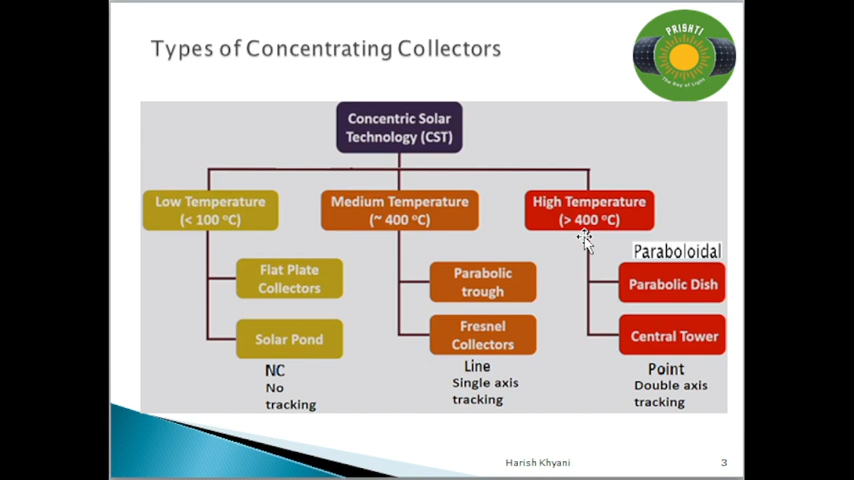 Types of Concentrating Collectors
PRISHTI
The Ray of Light
Concentric Solar
Technology (CST)
Low Temperature
(< 100 °C)
Medium Temperature
(~ 400 °C)
High Temperature
(> 400 °C)
Paraboloidal
Flat Plate
Collectors
Parabolic
trough
Parabolic Dish
Solar Pond
Fresnel
Collectors
Central Tower
NC
No
tracking
Line
Single axis
tracking
Point
Double axis
tracking
Harish Khyani
3